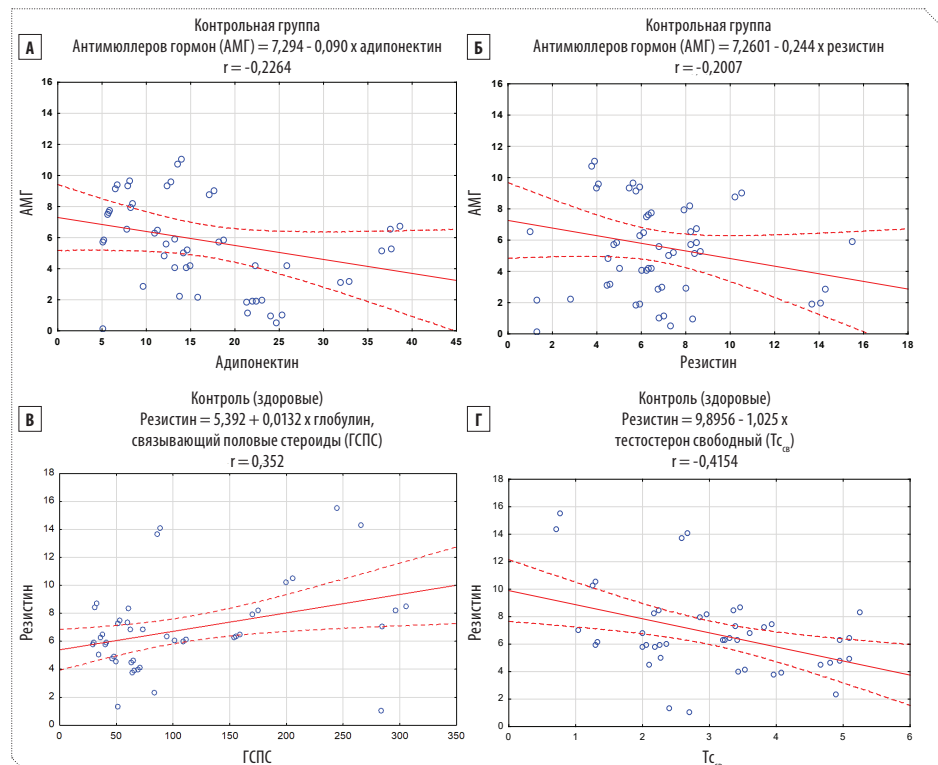 А
Контрольная группа
Антимюллеров гормон (АМГ) = 7,294 - 0,090 x адипонектин
r = -0,2264
АМГ
16
14
12
10
8
6
4
2
0
0 5 10 15 20 25 30 35 40 45
Адипонектин
Б
Контрольная группа
Антимюллеров гормон (АМГ) = 7,2601 - 0,244 x резистин
r = -0,2007
АМГ
16
14
12
10
8
6
4
2
0
0 2 4 6 8 10 12 14 16 18
Резистин
В
Контроль (здоровые)
Резистин = 5,392 + 0,0132 x глобулин,
связывающий половые стероиды (ГСПС)
r = 0,352
Резистин
18
16
14
12
10
8
6
4
2
0
0 50 100 150 200 250 300 350
ГСПС
Г
Контроль (здоровые)
Резистин = 9,8956 - 1,025 x
тестостерон свободный (Тс св)
r = -0,4154
Резистин
18
16
14
12
10
8
6
4
2
0
0 1 2 3 4 5 6
Тс св